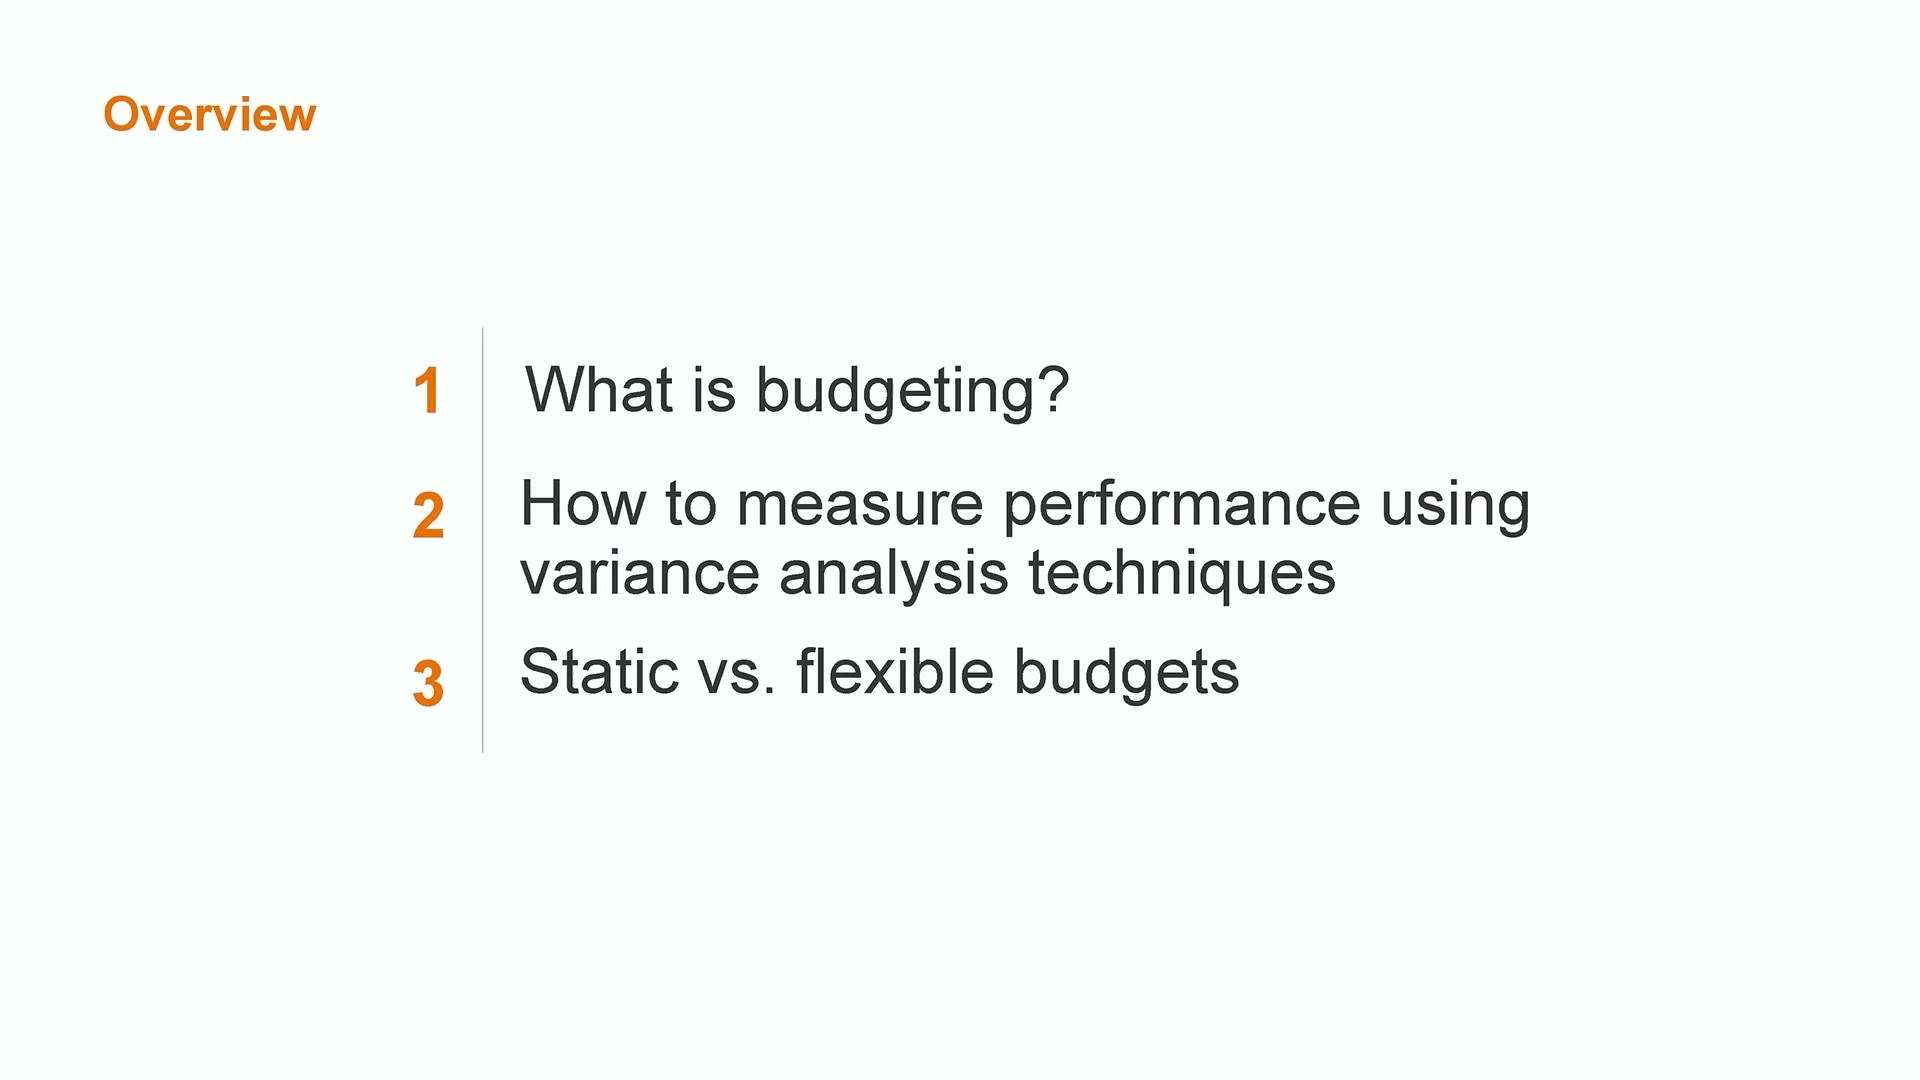 Overview
1 What is budgeting?
2 How to measure performance using
variance analysis techniques
3 Static vs. flexible budgets